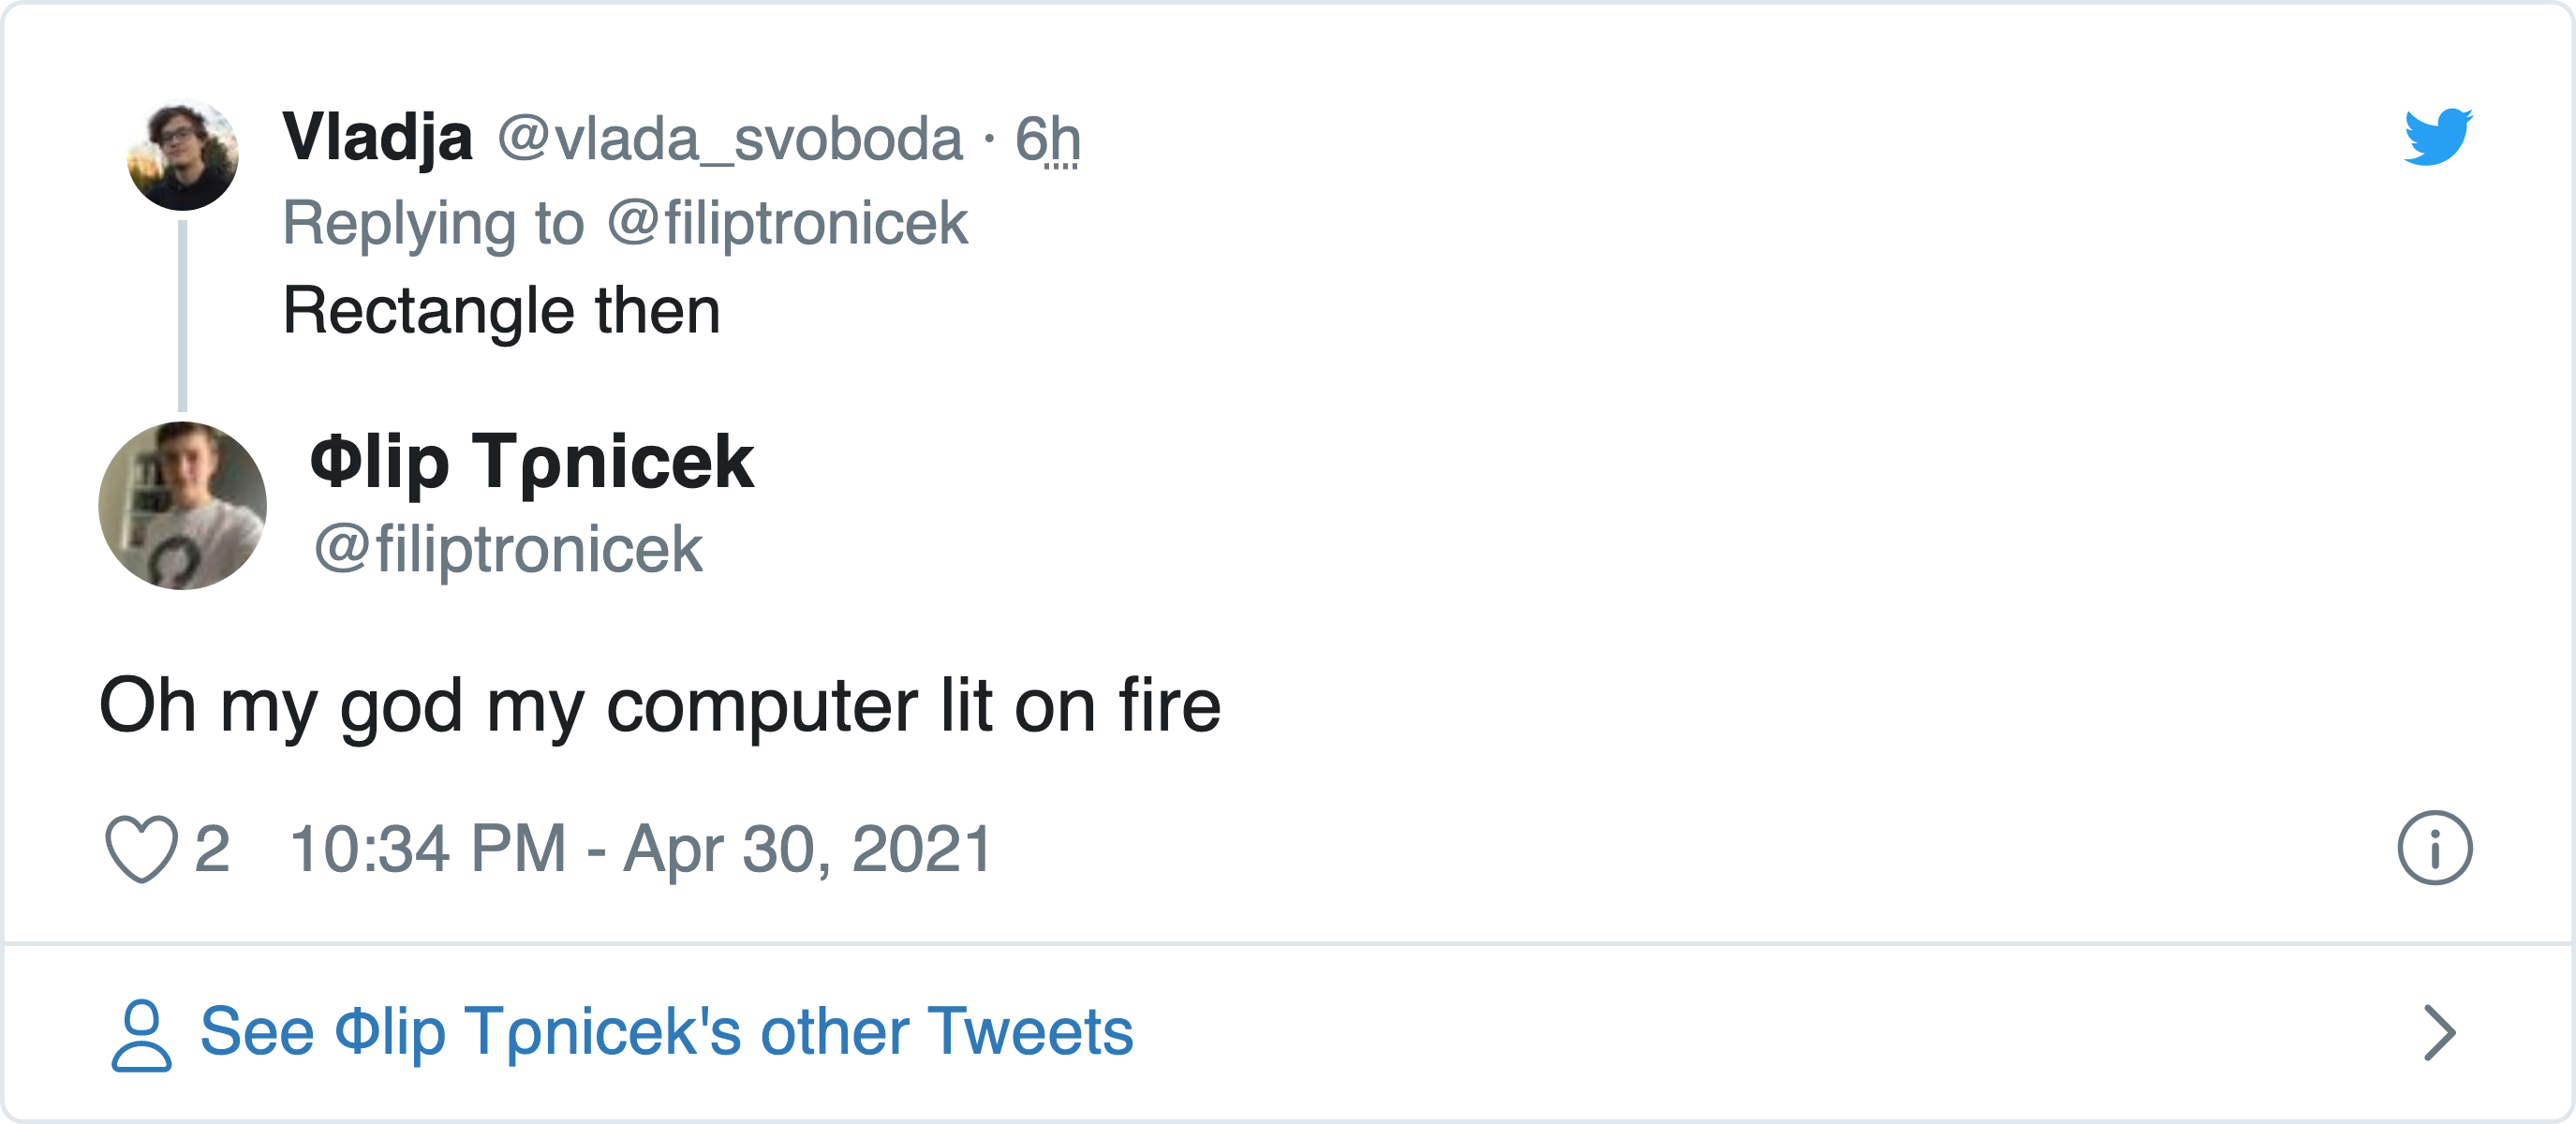 Vladja @vlada_svoboda · 6h
Replying to @filiptronicek
Rectangle then
Φlip Tρnicek
@filiptronicek
Oh my god my computer lit on fire
2 10:34 PM - Apr 30, 2021
See Φlip Tρnicek's other Tweets